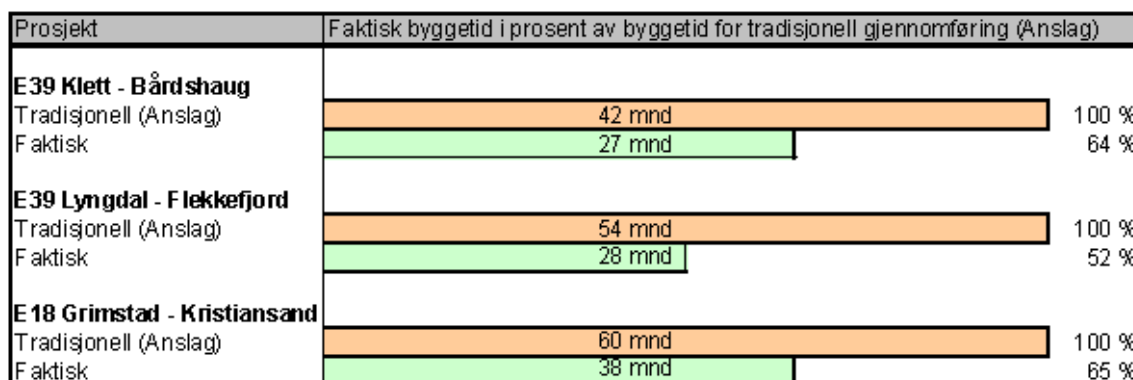 Prosjekt Faktisk byggetid i prosent av byggetid for tradisjonell gjennomføring (Anslag)
E39 Klett - Bårdshaug
Tradisjonell (Anslag) 42 mnd 100 %
Faktisk 27 mnd 64 %
E39 Lyngdal - Flekkefjord
Tradisjonell (Anslag) 54 mnd 100 %
Faktisk 28 mnd 52 %
E18 Grimstad - Kristiansand
Tradisjonell (Anslag) 60 mnd 100 %
Faktisk 38 mnd 65 %